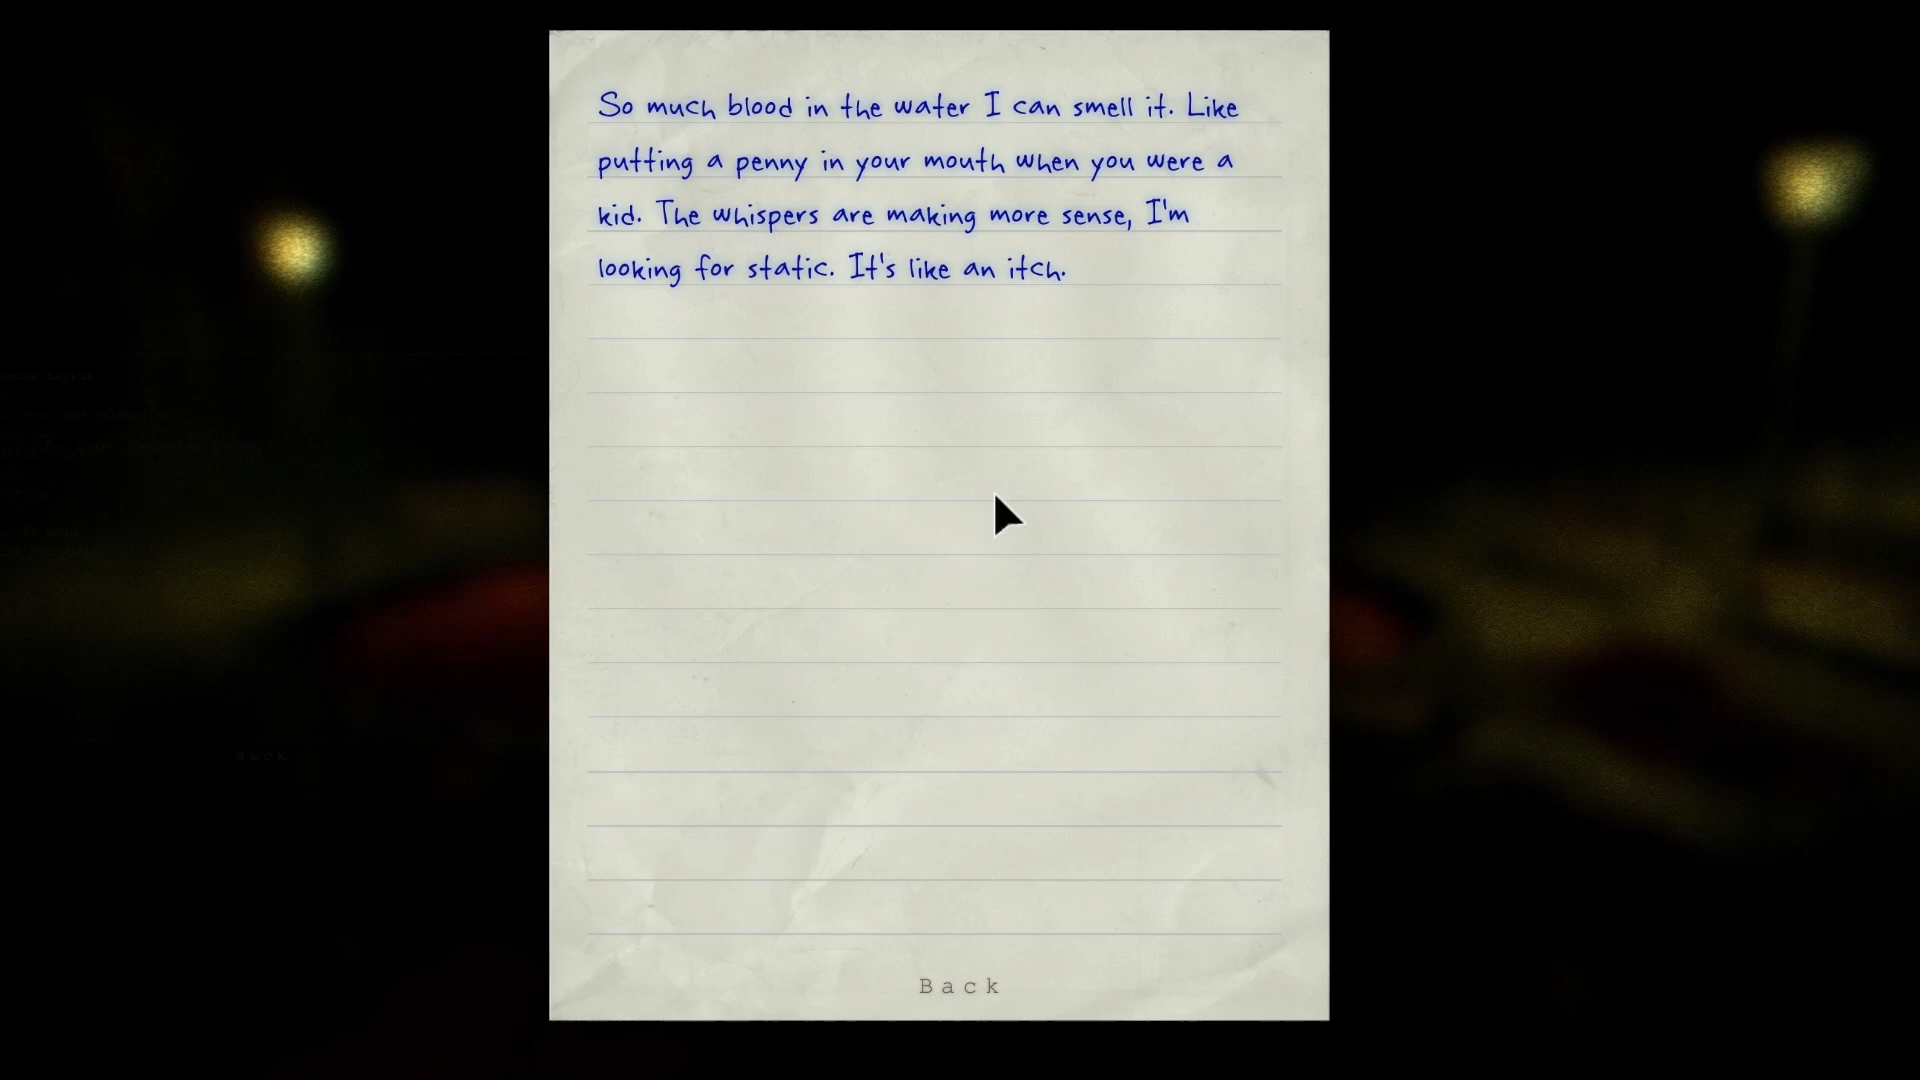 So much blood in the water I can smell it. Like
putting a penny in your mouth when you were a
kid. The whispers are making more sense, I'm
looking for static. It's like an itch.
Back
Back